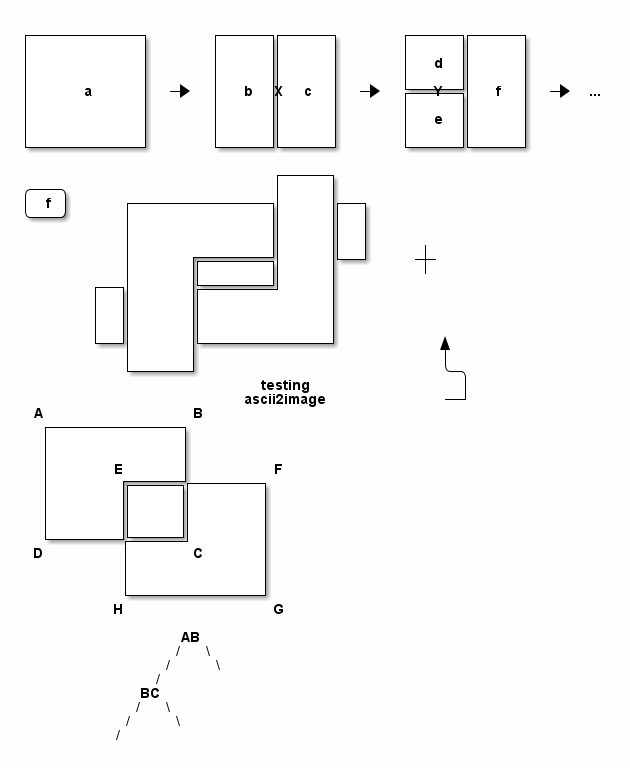 d
a b X c Y f ...
e
f
testing
ascii2image
A B
E F
D C
H G
AB
/ \
/ \
/
BC
/ \
/ \
/